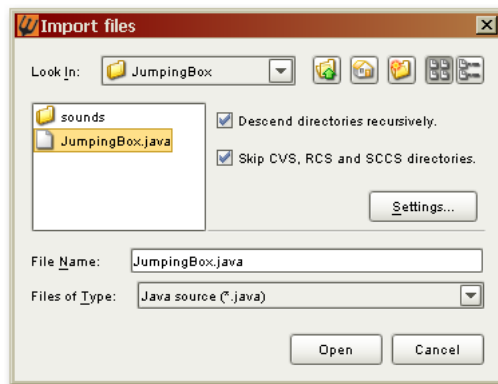 Import files
Look In: JumpingBox
sounds
JumpingBox.java
Descend directories recursively.
Skip CVS, RCS and SCCS directories.
Settings...
File Name: JumpingBox.java
Files of Type: Java source (*.java)
Open Cancel